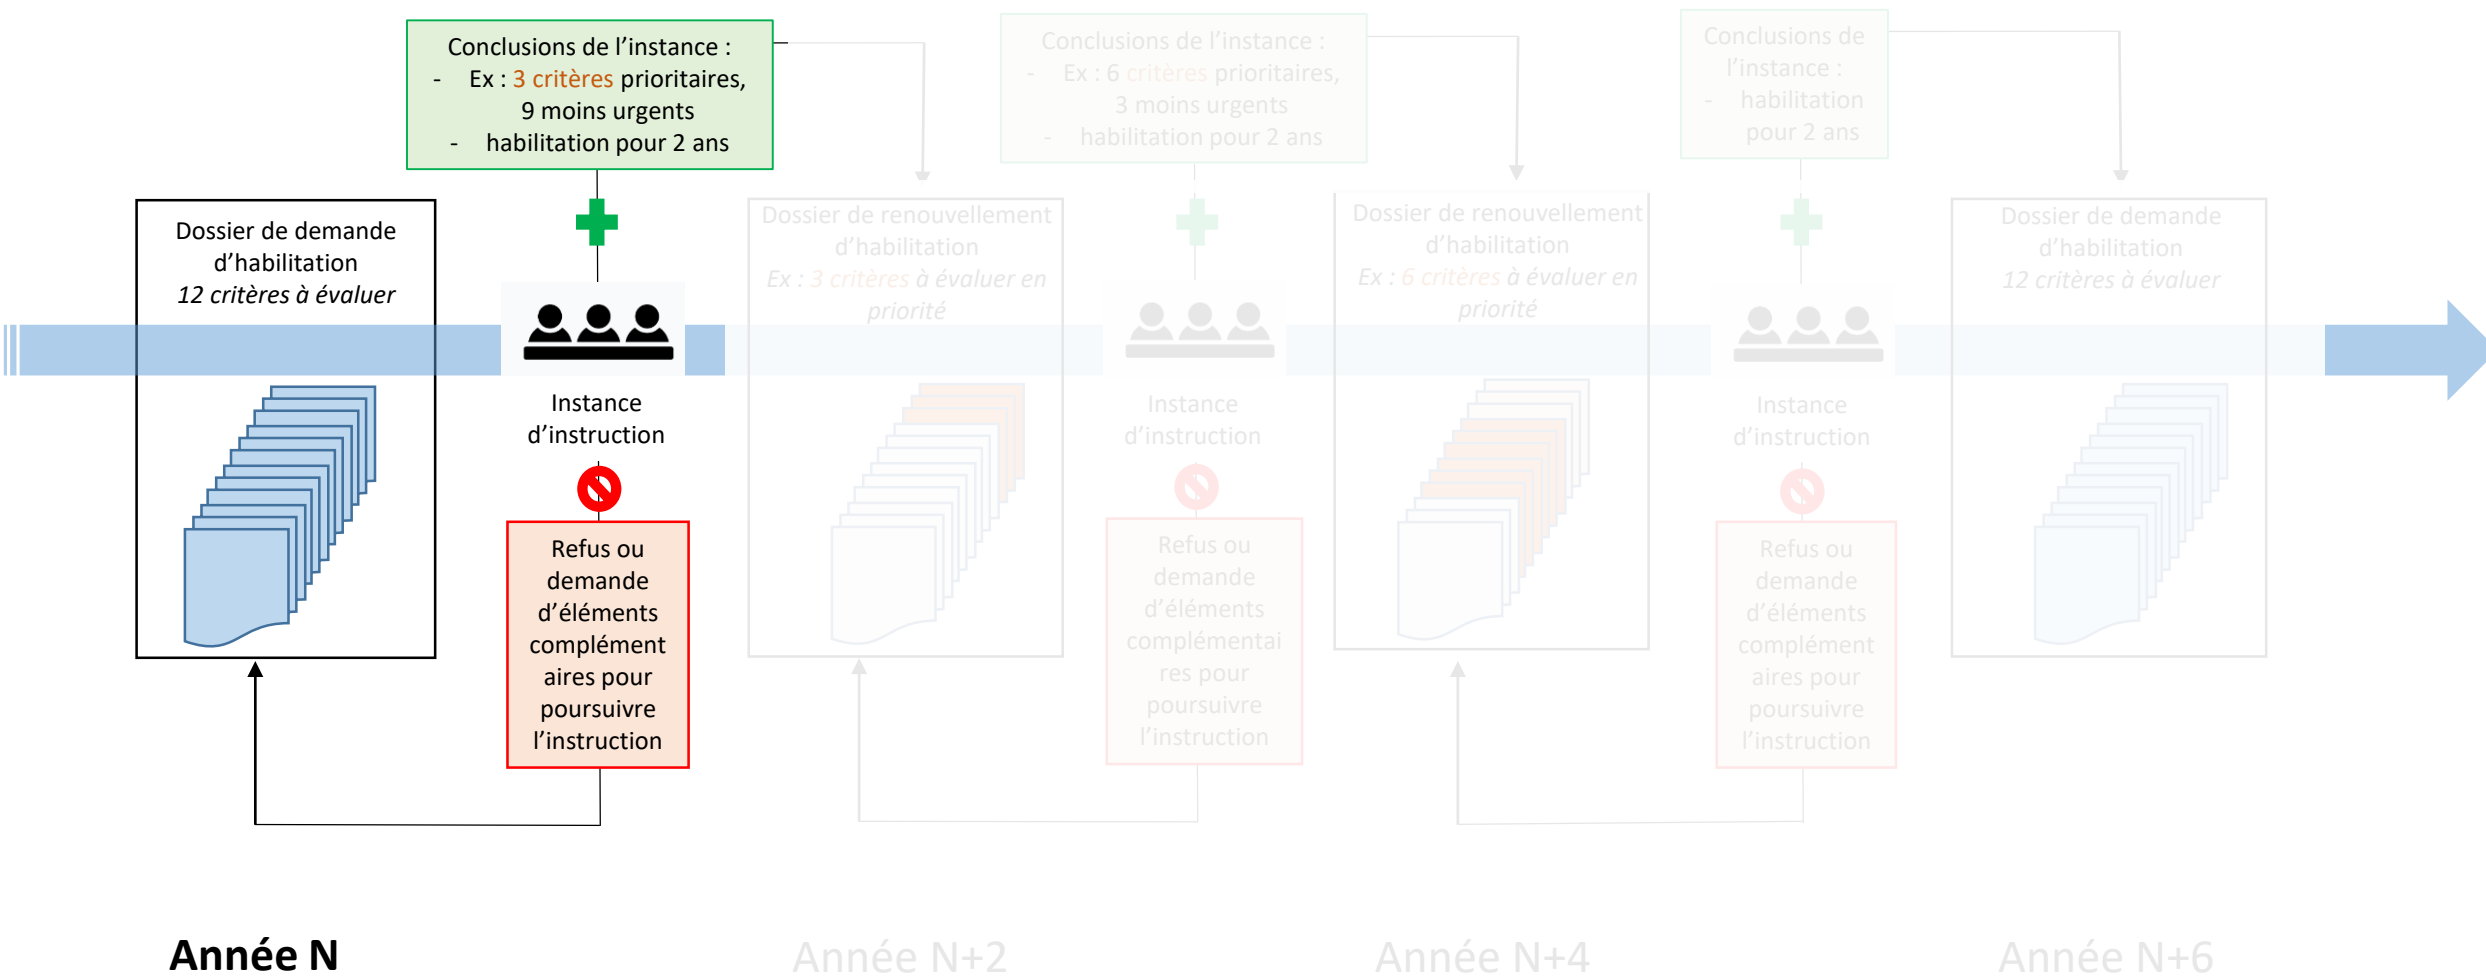 Conclusions de l’instance :
- Ex : 3 critères prioritaires,
9 moins urgents
- habilitation pour 2 ans
Dossier de demande
d’habilitation
12 critères à évaluer
Instance
d’instruction
Refus ou
demande
d’éléments
complément
aires pour
poursuivre
l’instruction
Année N
Conclusions de l’instance :
- Ex : 6 critères prioritaires,
3 moins urgents
- habilitation pour 2 ans
Dossier de renouvellement
d’habilitation
Ex : 3 critères à évaluer en
priorité
Instance
d’instruction
Refus ou
demande
d’éléments
complémentai
res pour
poursuivre
l’instruction
Année N+2
Conclusions de
l’instance :
- habilitation
pour 2 ans
Dossier de renouvellement
d’habilitation
Ex : 6 critères à évaluer en
priorité
Instance
d’instruction
Refus ou
demande
d’éléments
complément
aires pour
poursuivre
l’instruction
Année N+4
Dossier de demande
d’habilitation
12 critères à évaluer
Année N+6